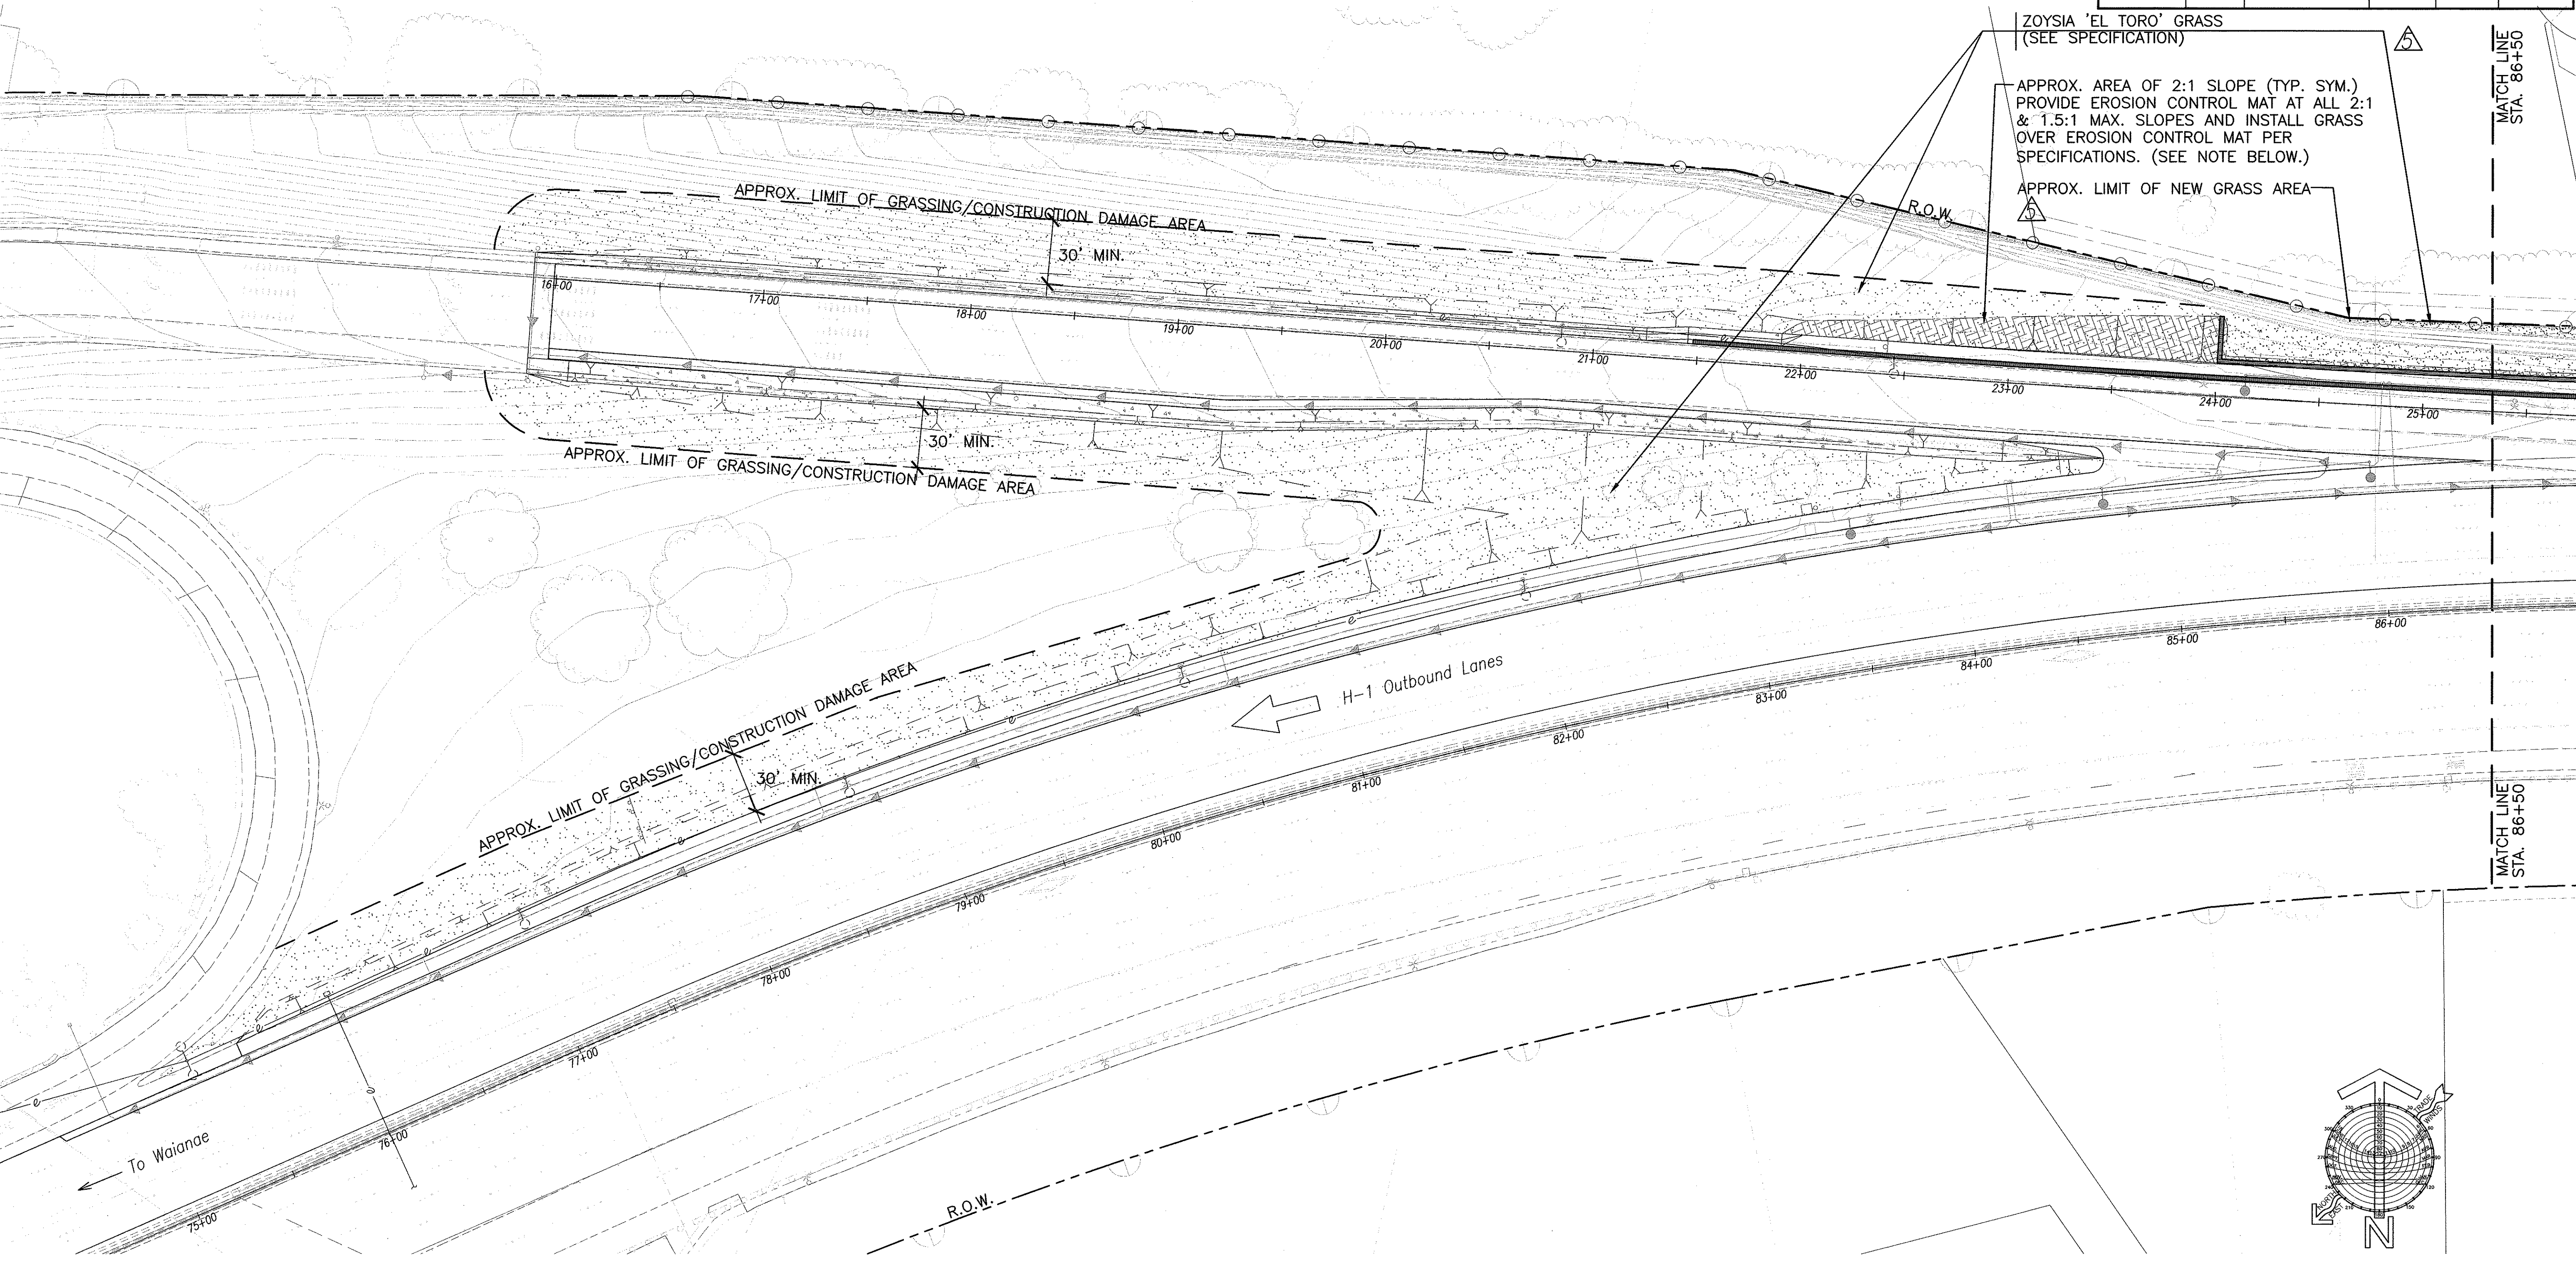 ZOYSIA 'EL TORO' GRASS
(SEE SPECIFICATION)
5
APPROX. AREA OF 2:1 SLOPE (TYP. SYM.)
PROVIDE EROSION CONTROL MAT AT ALL 2:1
& 1.5:1 MAX. SLOPES AND INSTALL GRASS
OVER EROSION CONTROL MAT PER
SPECIFICATIONS. (SEE NOTE BELOW.)
APPROX. LIMIT OF NEW GRASS AREA
5
MATCH LINE
STA. 86+50
R.O.W.
APPROX. LIMIT OF GRASSING/CONSTRUCTION DAMAGE AREA
30' MIN.
16+00
17+00
18+00
19+00
20+00
21+00
22+00
23+00
24+00
25+00
e
e
30' MIN.
APPROX. LIMIT OF GRASSING/CONSTRUCTION DAMAGE AREA
APPROX. LIMIT OF GRASSING/CONSTRUCTION DAMAGE AREA
30' MIN.
e
e
e
e
e
e
H-1 Outbound Lanes
75+00
76+00
77+00
78+00
79+00
80+00
81+00
82+00
83+00
84+00
85+00
86+00
MATCH LINE
STA. 86+50
To Waianae
R.O.W.
TRADE
WINDS
NORTH
EAST
N